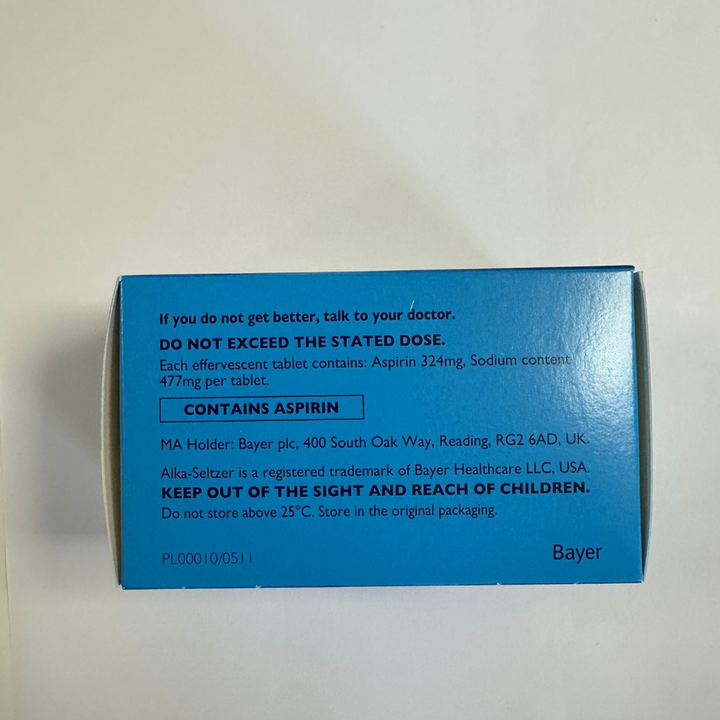 If you do not get better, talk to your doctor.
DO NOT EXCEED THE STATED DOSE.
Each effervescent tablet contains: Aspirin 324mg, Sodium content
477mg per tablet.
CONTAINS ASPIRIN
MA Holder: Bayer plc, 400 South Oak Way, Reading, RG2 6AD, UK.
Alka-Seltzer is a registered trademark of Bayer Healthcare LLC, USA.
KEEP OUT OF THE SIGHT AND REACH OF CHILDREN.
Do not store above 25°C. Store in the original packaging.
PL00010/0511
Bayer